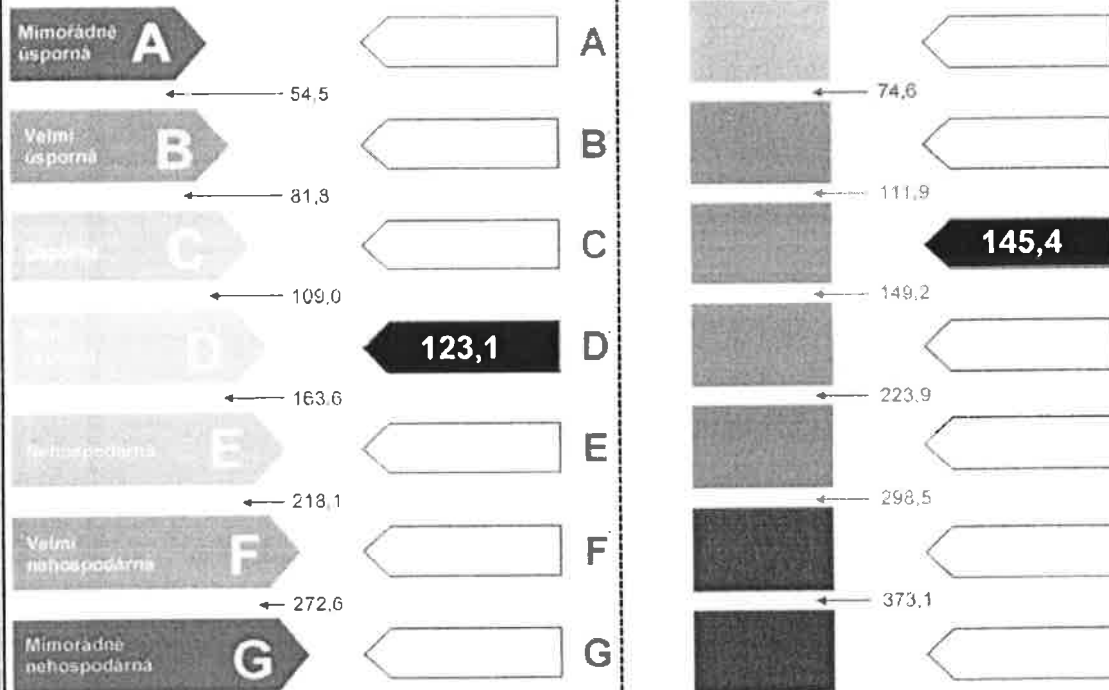 Mimořádně
úsporná A
A
54,5
74,6
Velmi
úsporná B
B
81,8
111,9
C
C
145,4
109,0
149,2
D
123,1
D
163,6
223,9
Nehospodárná E
E
218,1
298,5
Velmi
nehospodárná F
F
272,6
373,1
Mimořádně
nehospodárná G
G